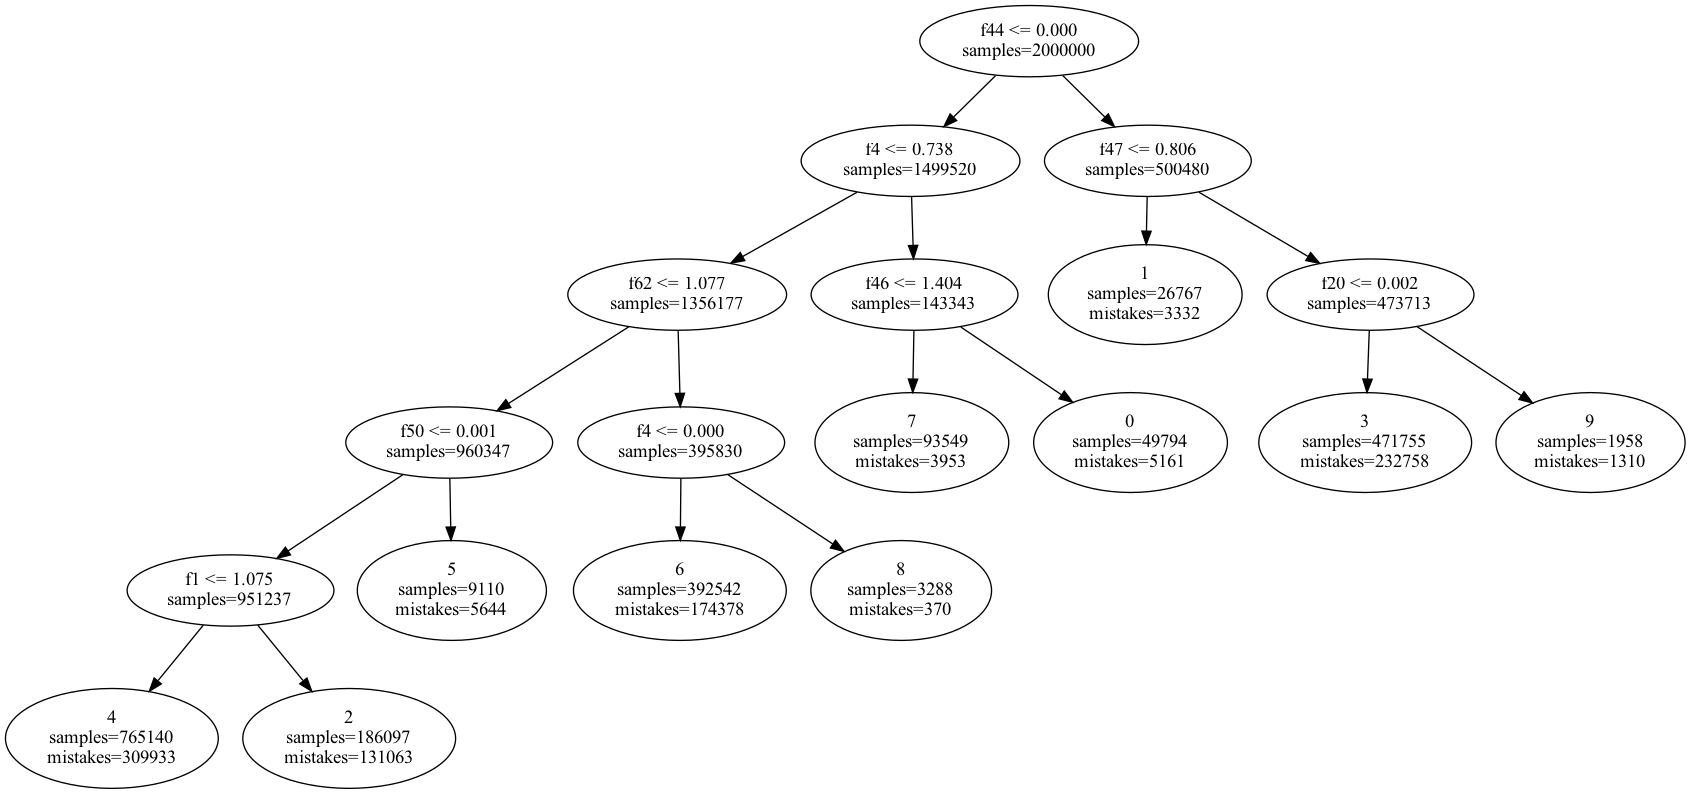 f44 <= 0.000
samples=2000000
f4 <= 0.738
samples=1499520
f47 <= 0.806
samples=500480
f62 <= 1.077
samples=1356177
f46 <= 1.404
samples=143343
1
samples=26767
mistakes=3332
f20 <= 0.002
samples=473713
f50 <= 0.001
samples=960347
f4 <= 0.000
samples=395830
7
samples=93549
mistakes=3953
0
samples=49794
mistakes=5161
3
samples=471755
mistakes=232758
9
samples=1958
mistakes=1310
f1 <= 1.075
samples=951237
5
samples=9110
mistakes=5644
6
samples=392542
mistakes=174378
8
samples=3288
mistakes=370
4
samples=765140
mistakes=309933
2
samples=186097
mistakes=131063